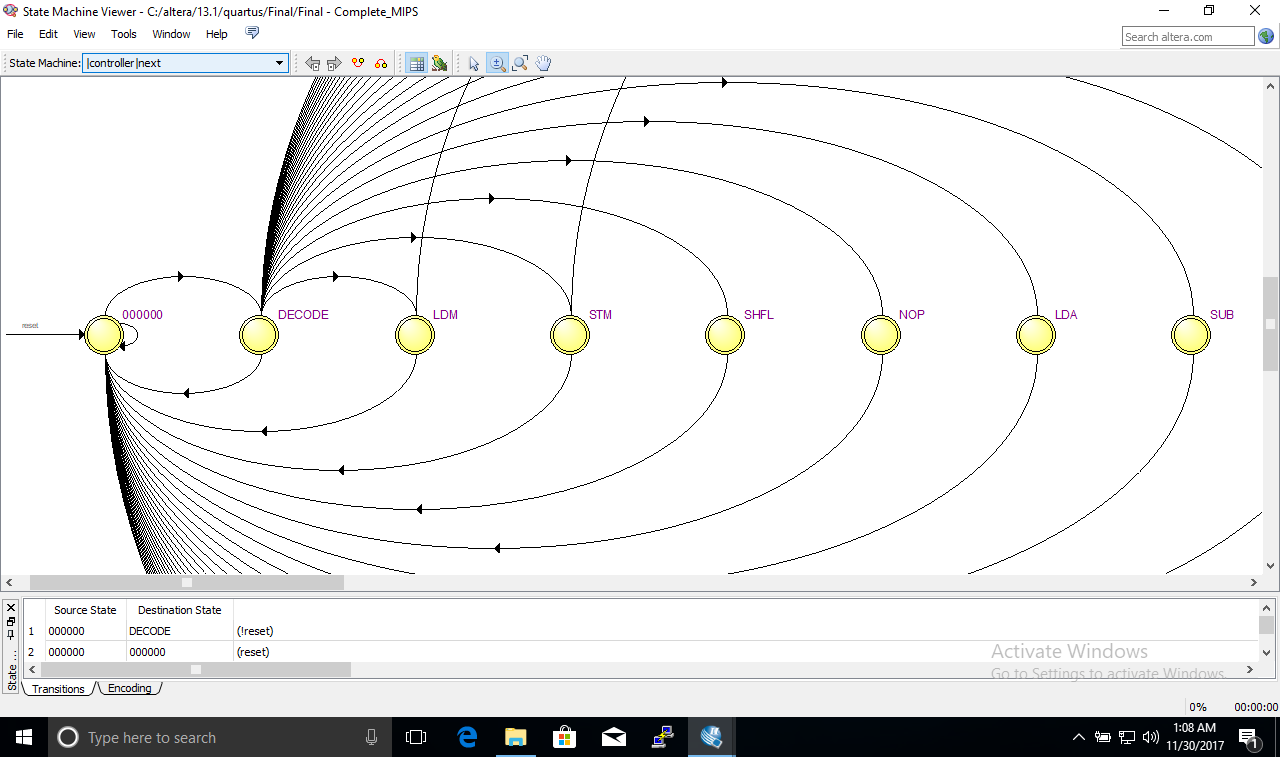 State Machine Viewer - C:/altera/13.1/quartus/Final/Final - Complete_MIPS
File Edit View Tools Window Help
Search altera.com
State Machine: |controller|next
reset
000000 DECODE LDM STM SHFL NOP LDA SUB
Source State Destination State
1 000000 DECODE (!reset)
2 000000 000000 (reset)
State ...
Transitions Encoding
Activate Windows
Go to Settings to activate Windows.
0% 00:00:00
Type here to search
1:08 AM
11/30/2017
1